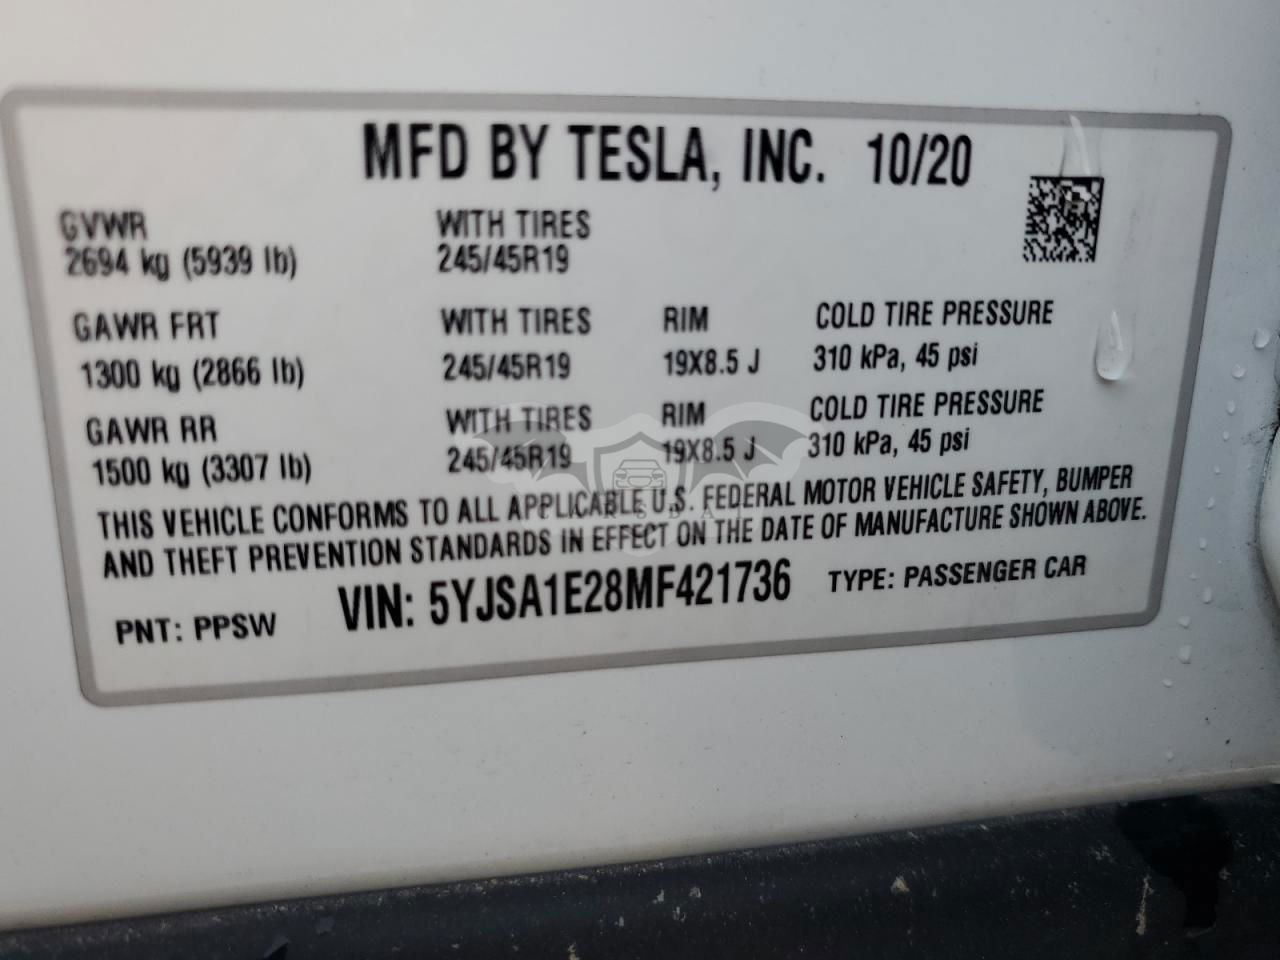 MFD BY TESLA, INC. 10/20
GVWR WITH TIRES
2694 kg (5939 lb) 245/45R19
GAWR FRT WITH TIRES RIM COLD TIRE PRESSURE
1300 kg (2866 lb) 245/45R19 19X8.5 J 310 kPa, 45 psi
GAWR RR WITH TIRES RIM COLD TIRE PRESSURE
1500 kg (3307 lb) 245/45R19 19X8.5 J 310 kPa, 45 psi
THIS VEHICLE CONFORMS TO ALL APPLICABLE U.S. FEDERAL MOTOR VEHICLE SAFETY, BUMPER
AND THEFT PREVENTION STANDARDS IN EFFECT ON THE DATE OF MANUFACTURE SHOWN ABOVE.
PNT: PPSW VIN: 5YJSA1E28MF421736 TYPE: PASSENGER CAR